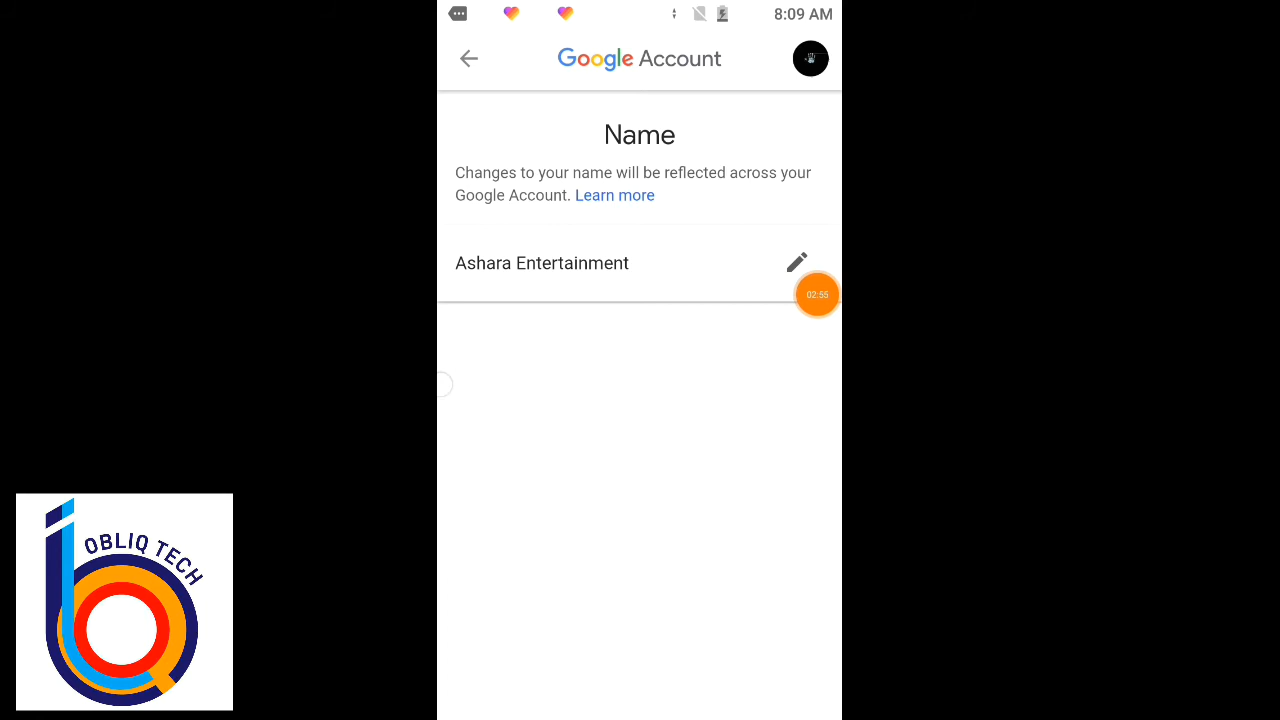 8:09 AM
Google Account
Name
Changes to your name will be reflected across your
Google Account. Learn more
Ashara Entertainment
02:55
OBLIQ TECH